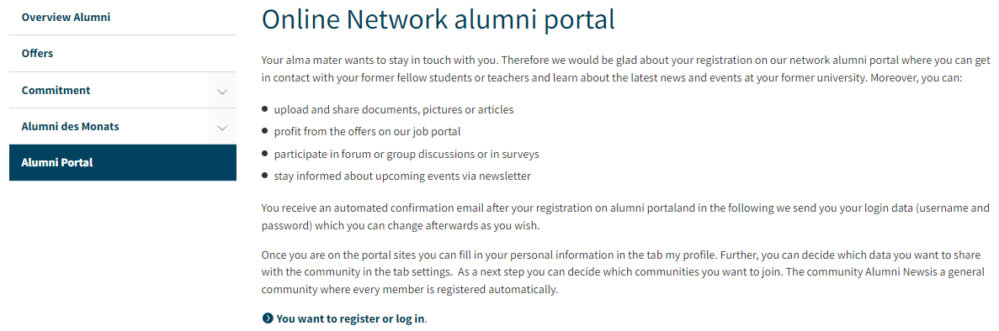 Overview Alumni
Offers
Commitment
Alumni des Monats
Alumni Portal
Online Network alumni portal
Your alma mater wants to stay in touch with you. Therefore we would be glad about your registration on our network alumni portal where you can get
in contact with your former fellow students or teachers and learn about the latest news and events at your former university. Moreover, you can:
upload and share documents, pictures or articles
profit from the offers on our job portal
participate in forum or group discussions or in surveys
stay informed about upcoming events via newsletter
You receive an automated confirmation email after your registration on alumni portaland in the following we send you your login data (username and
password) which you can change afterwards as you wish.
Once you are on the portal sites you can fill in your personal information in the tab my profile. Further, you can decide which data you want to share
with the community in the tab settings.  As a next step you can decide which communities you want to join. The community Alumni Newsis a general
community where every member is registered automatically.
You want to register or log in.